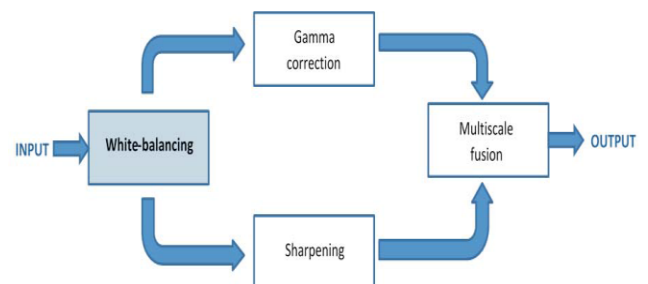 Gamma
correction
INPUT
White-balancing
Multiscale
fusion
OUTPUT
Sharpening